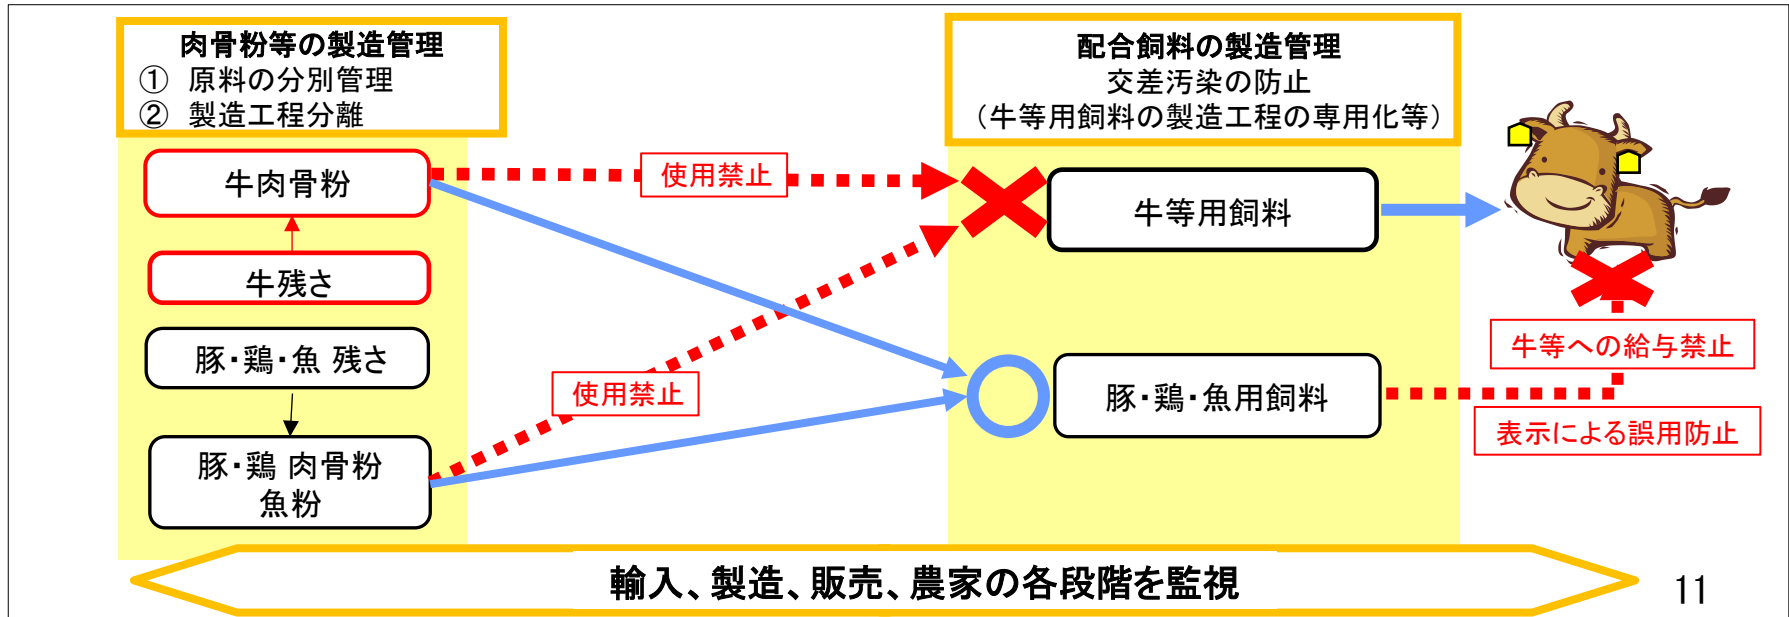 肉骨粉等の製造管理
① 原料の分別管理
② 製造工程分離
配合飼料の製造管理
交差汚染の防止
(牛等用飼料の製造工程の専用化等)
牛肉骨粉
使用禁止
牛等用飼料
牛残さ
豚・鶏・魚 残さ
使用禁止
豚・鶏・魚用飼料
牛等への給与禁止
表示による誤用防止
豚・鶏 肉骨粉
魚粉
輸入、製造、販売、農家の各段階を監視
11